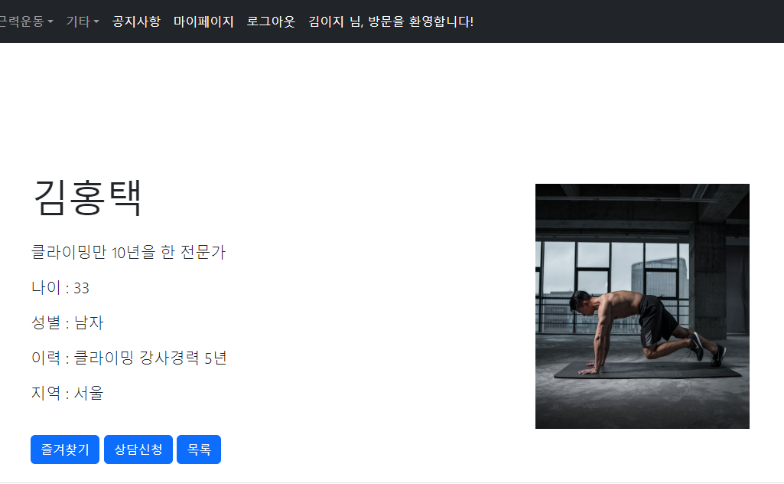 근력운동 기타 공지사항 마이페이지 로그아웃 김이지 님, 방문을 환영합니다!
김홍택
클라이밍만 10년을 한 전문가
나이 : 33
성별 : 남자
이력 : 클라이밍 강사경력 5년
지역 : 서울
즐겨찾기 상담신청 목록